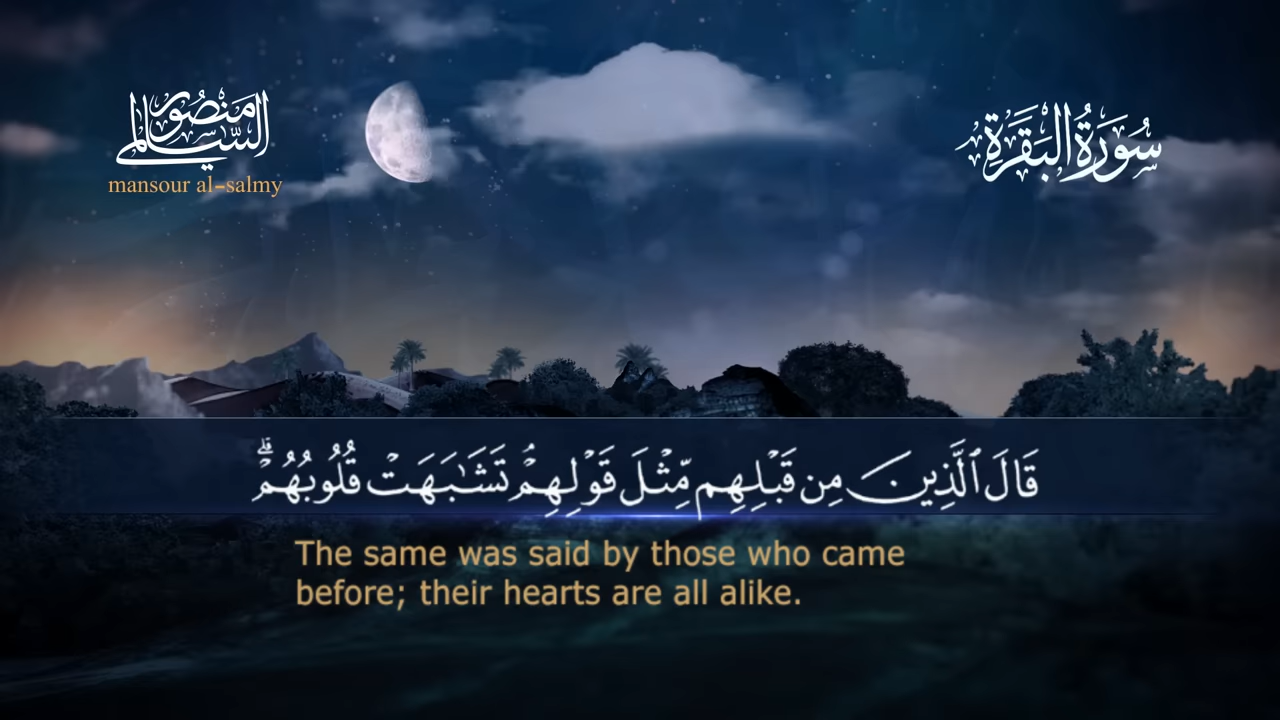 منصور السالمي
mansour al-salmy
سُورَةُ البَقَرَةِ
قَالَ ٱلَّذِينَ مِن قَبْلِهِم مِّثْلَ قَوْلِهِمْۘ تَشَـٰبَهَتْ قُلُوبُهُمْۗ
The same was said by those who came
before; their hearts are all alike.